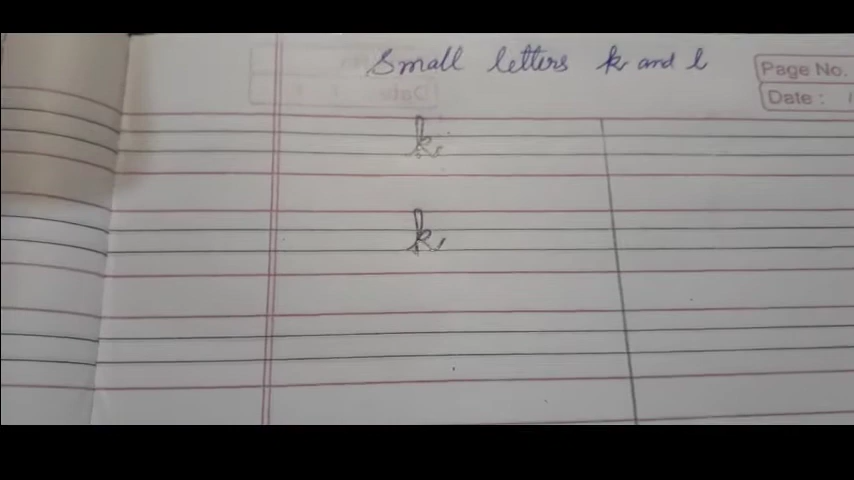 Small letters k and l
Page No.
Date :
k
k